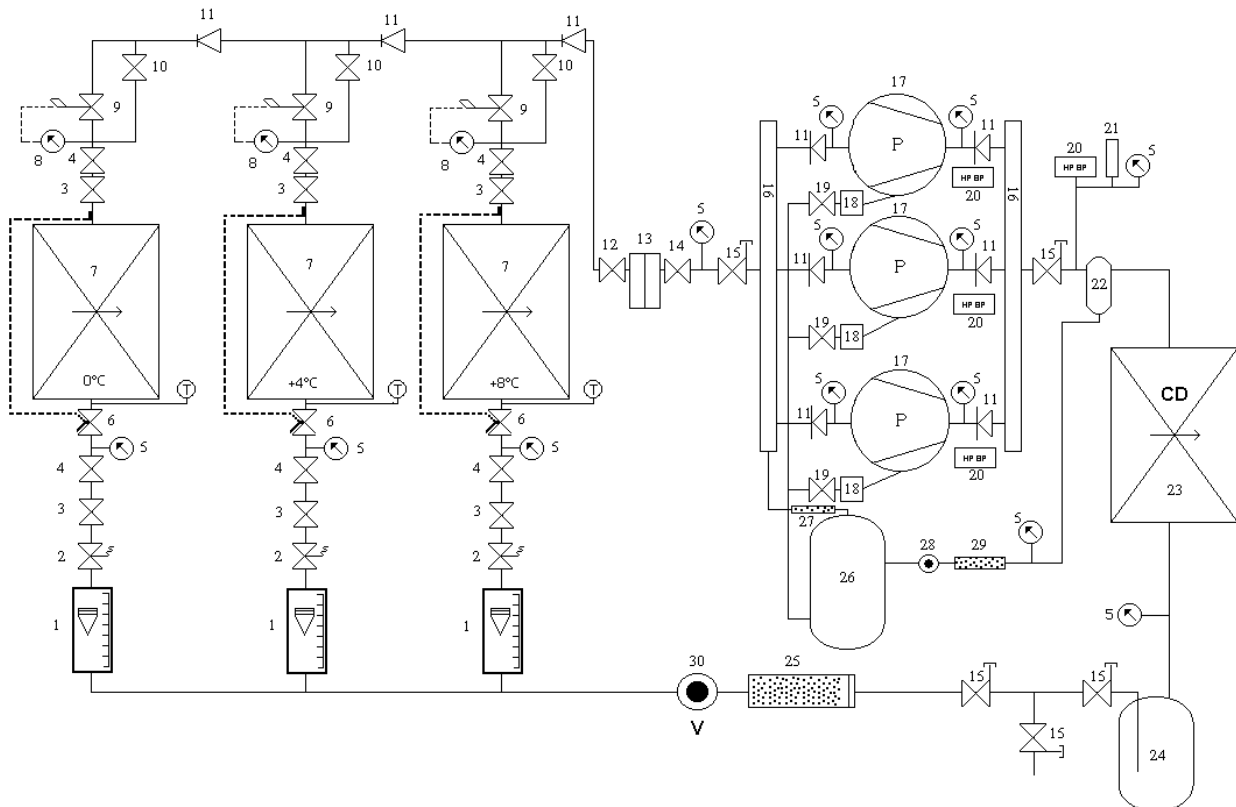 11 11 11
10 10 10
9 9 9
8 4 8 4 8 4
3 3 3
7 7 7
0°C +4°C +8°C
T T T
6 6 6
5 5 5
4 4 4
3 3 3
2 2 2
1 1 1
12 13 14 5 15
16 16
17
5 5
11 P 11
HP BP
20
19 18
17
5 5
11 P 11
HP BP
20
19 18
17
5 5
11 P 11
HP BP
20
19 18
20 21 5
HP BP
15 22
CD
23
27
26 28 29 5
5
30 25 15 15
V
15
24